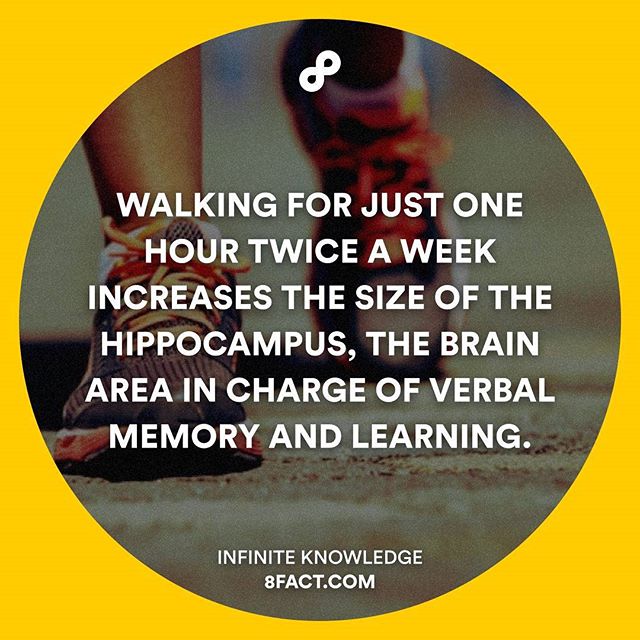 WALKING FOR JUST ONE
HOUR TWICE A WEEK
INCREASES THE SIZE OF THE
HIPPOCAMPUS, THE BRAIN
AREA IN CHARGE OF VERBAL
MEMORY AND LEARNING.
INFINITE KNOWLEDGE
8FACT.COM